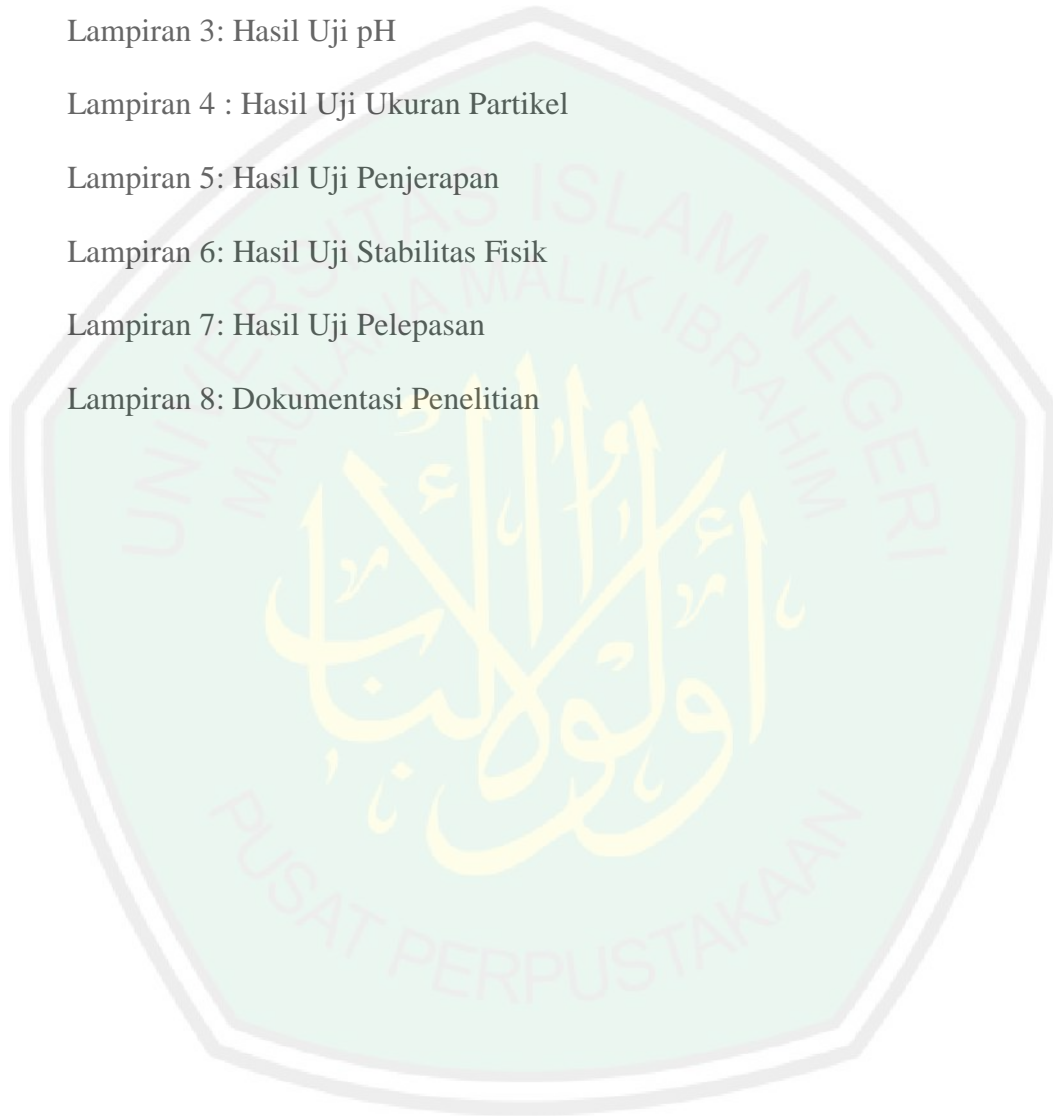 Lampiran 3: Hasil Uji pH
Lampiran 4 : Hasil Uji Ukuran Partikel
Lampiran 5: Hasil Uji Penjerapan
Lampiran 6: Hasil Uji Stabilitas Fisik
Lampiran 7: Hasil Uji Pelepasan
Lampiran 8: Dokumentasi Penelitian
UNIVERSITAS ISLAM NEGERI
MAULANA MALIK IBRAHIM
أولوا الألباب
PUSAT PERPUSTAKAAN